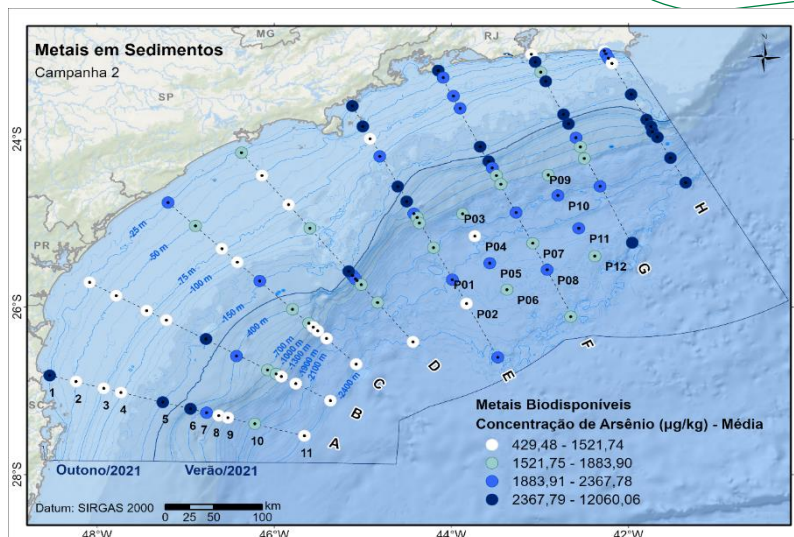 MG
RJ
Metais em Sedimentos
Campanha 2
SP
PR
SC
24°S
26°S
28°S
24°S
26°S
28°S
-25 m
-50 m
-75 m
-100 m
-150 m
-400 m
-700 m
-1000 m
-1300 m
-1900 m
-2100 m
-2400 m
P09
P10
P03
P04
P11
P07
P12
P05
P08
P01
P06
P02
H
G
F
E
D
C
B
A
1
2
3
4
5
6
7
8
9
10
11
Metais Biodisponíveis
Concentração de Arsênio (µg/kg) - Média
429,48 - 1521,74
1521,75 - 1883,90
1883,91 - 2367,78
2367,79 - 12060,06
Outono/2021
Verão/2021
Datum: SIRGAS 2000
km
0 25 50 100
48°W
46°W
44°W
42°W